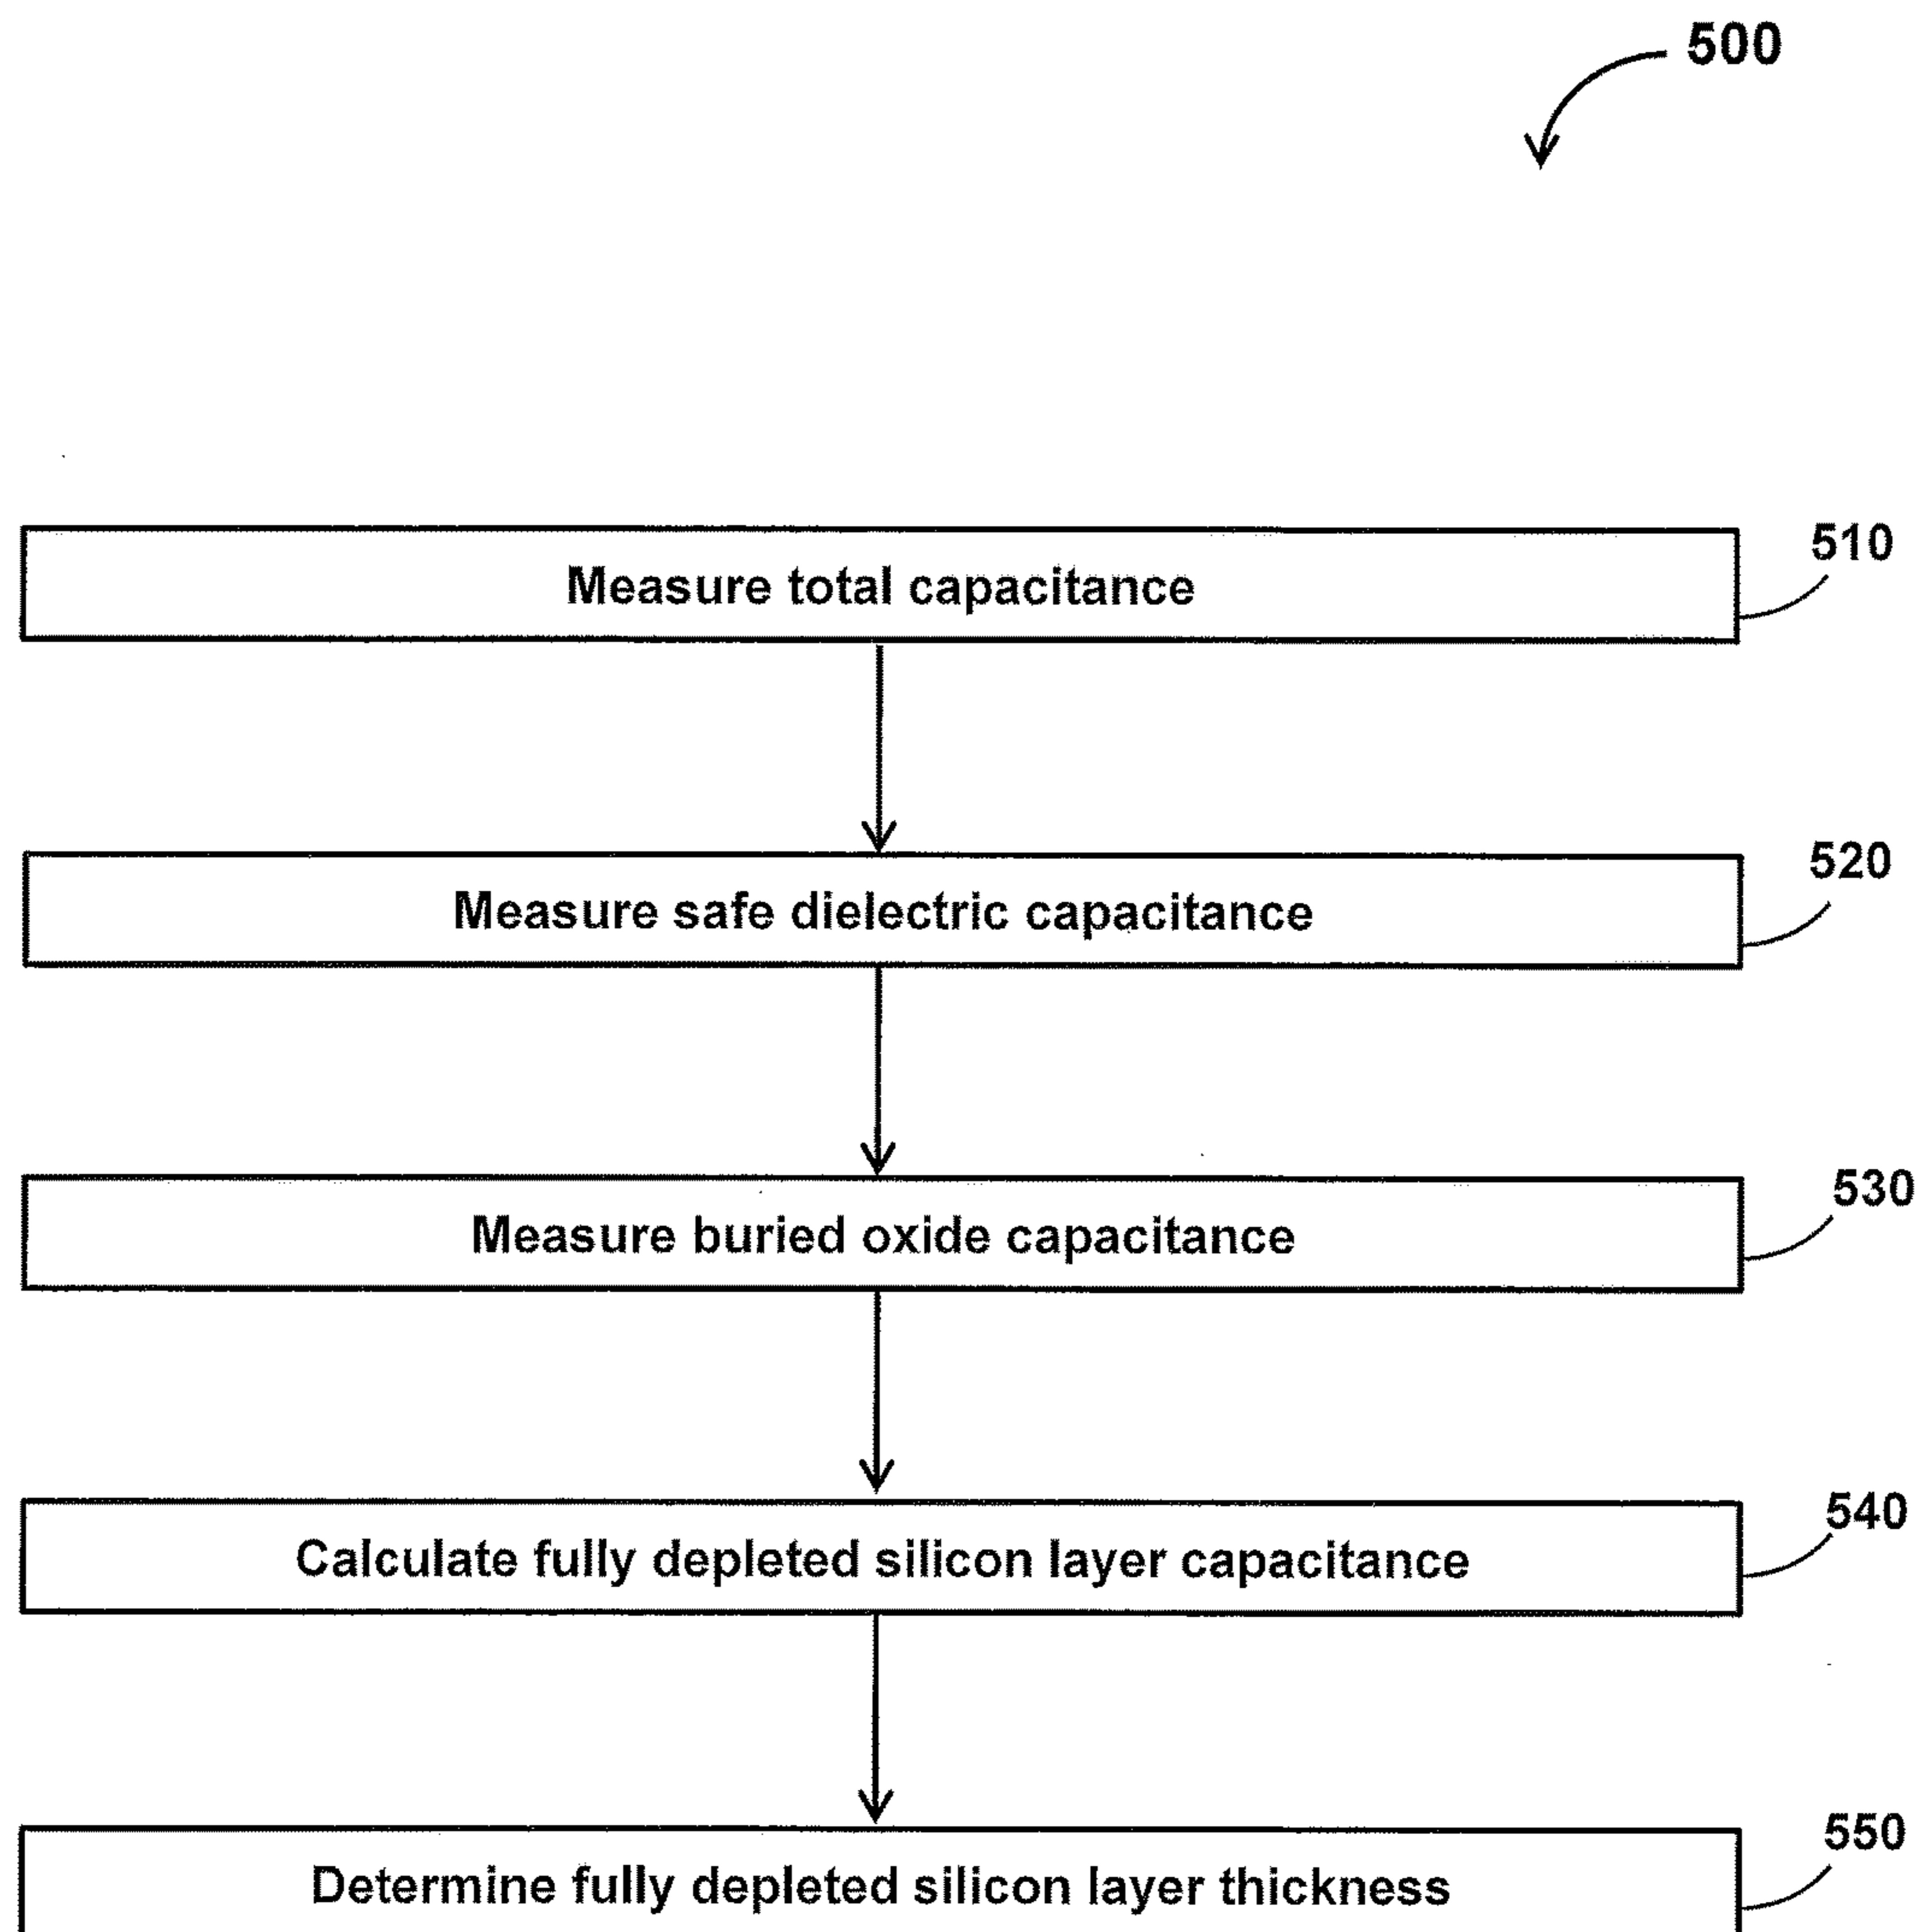 500
510
Measure total capacitance
520
Measure safe dielectric capacitance
530
Measure buried oxide capacitance
540
Calculate fully depleted silicon layer capacitance
550
Determine fully depleted silicon layer thickness